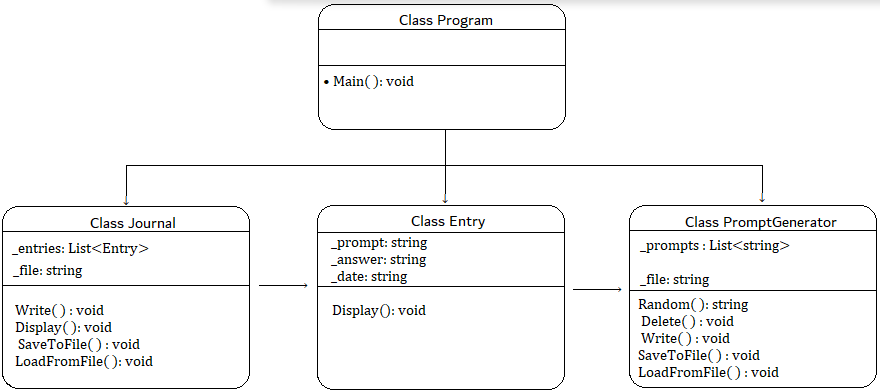 Class Program
• Main( ): void
Class Journal
_entries: List<Entry>
_file: string
Write( ) : void
Display( ): void
SaveToFile( ) : void
LoadFromFile( ): void
Class Entry
_prompt: string
_answer: string
_date: string
Display(): void
Class PromptGenerator
_prompts : List<string>
_file: string
Random( ): string
Delete( ) : void
Write( ) : void
SaveToFile( ) : void
LoadFromFile( ) : void